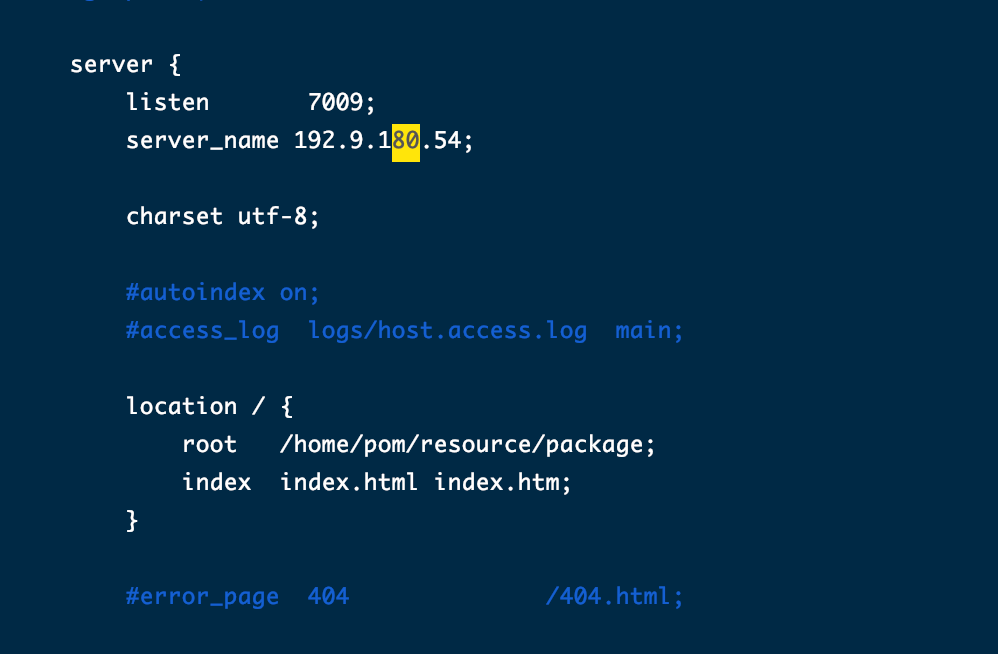 server {
listen 7009;
server_name 192.9.180.54;
charset utf-8;
#autoindex on;
#access_log logs/host.access.log main;
location / {
root /home/pom/resource/package;
index index.html index.htm;
}
#error_page 404 /404.html;